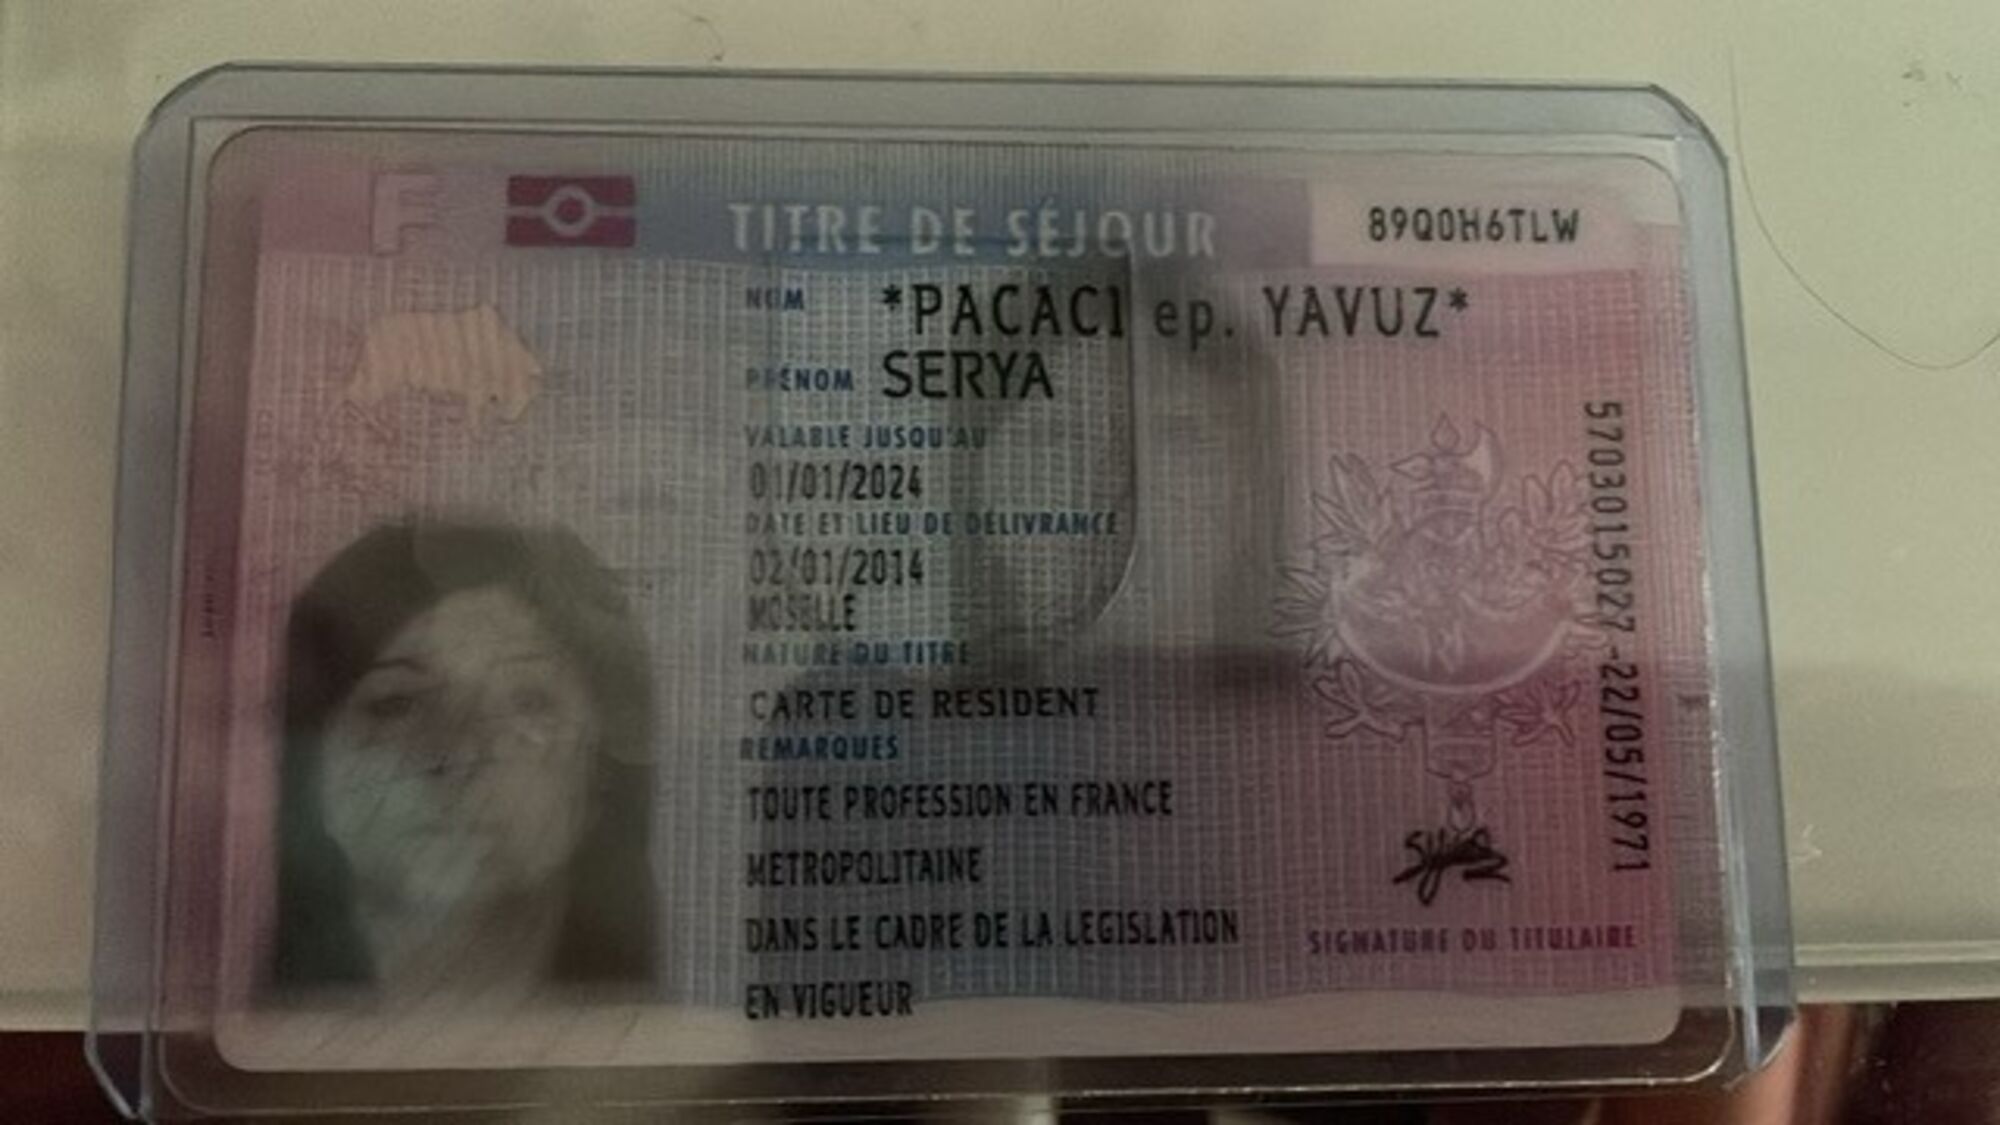 F
TITRE DE SÉJOUR
89Q0H6TLW
NOM *PACACI ep. YAVUZ*
PRENOM SERYA
VALABLE JUSQU'AU
01/01/2024
DATE ET LIEU DE DELIVRANCE
02/01/2014
MOSELLE
NATURE DU TITRE
CARTE DE RESIDENT
REMARQUES
TOUTE PROFESSION EN FRANCE
METROPOLITAINE
DANS LE CADRE DE LA LEGISLATION
EN VIGUEUR
5703015027-22/05/1971
SIGNATURE DU TITULAIRE